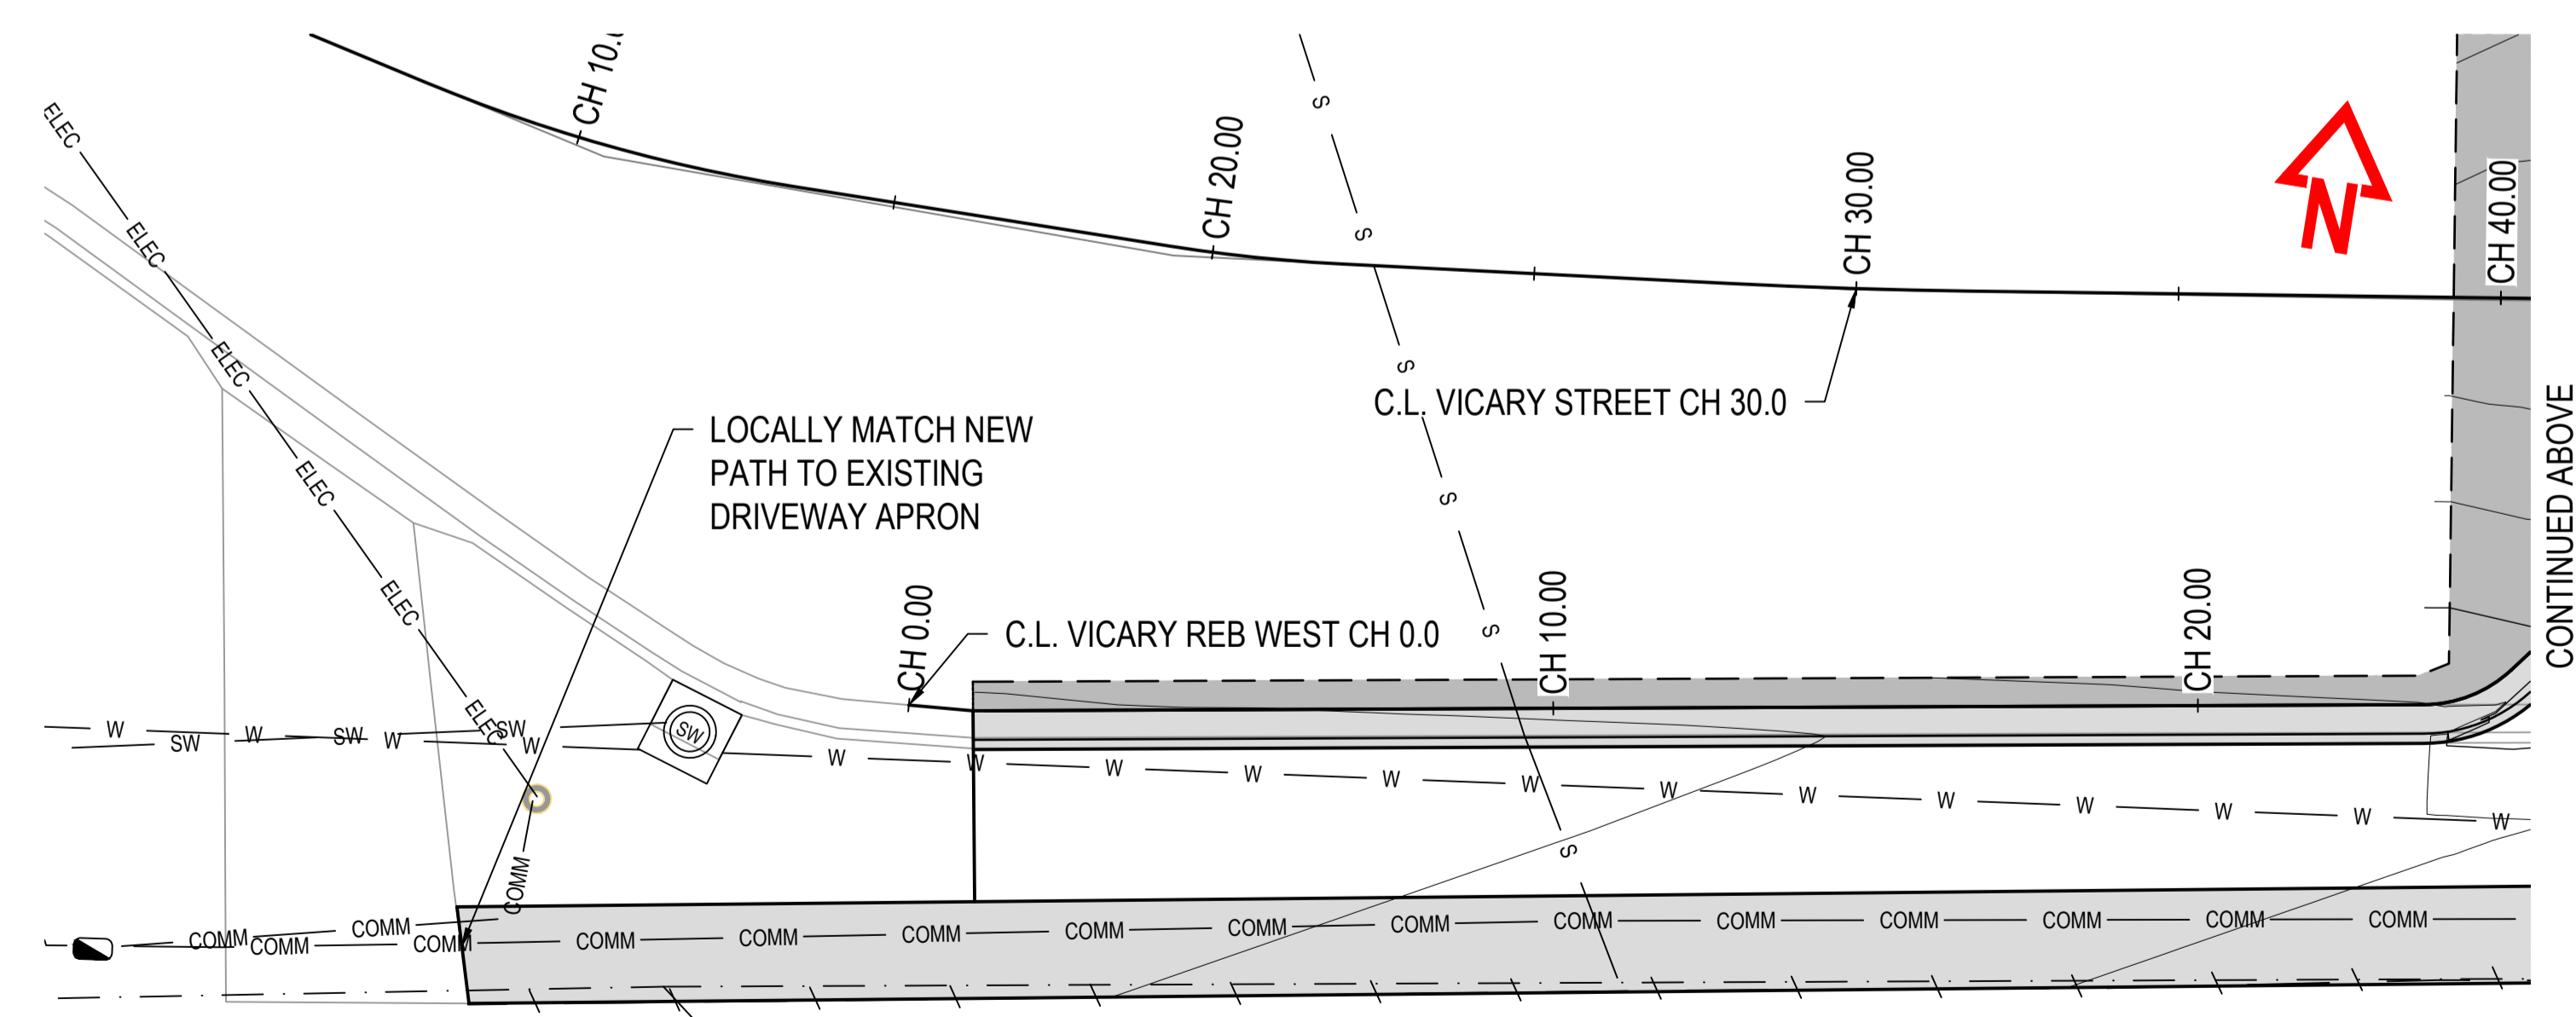 CH 10.0
CH 20.00
CH 30.00
CH 40.00
N
S
S
S
S
S
S
ELEC
ELEC
ELEC
ELEC
ELEC
ELEC
C.L. VICARY STREET CH 30.0
LOCALLY MATCH NEW
PATH TO EXISTING
DRIVEWAY APRON
CONTINUED ABOVE
CH 0.00
C.L. VICARY REB WEST CH 0.0
CH 10.00
CH 20.00
W SW W SW W SW W SW W W W W W W W W W W W W W
S
COMM
COMM COMM COMM COMM COMM COMM COMM COMM COMM COMM COMM COMM COMM COMM COMM COMM